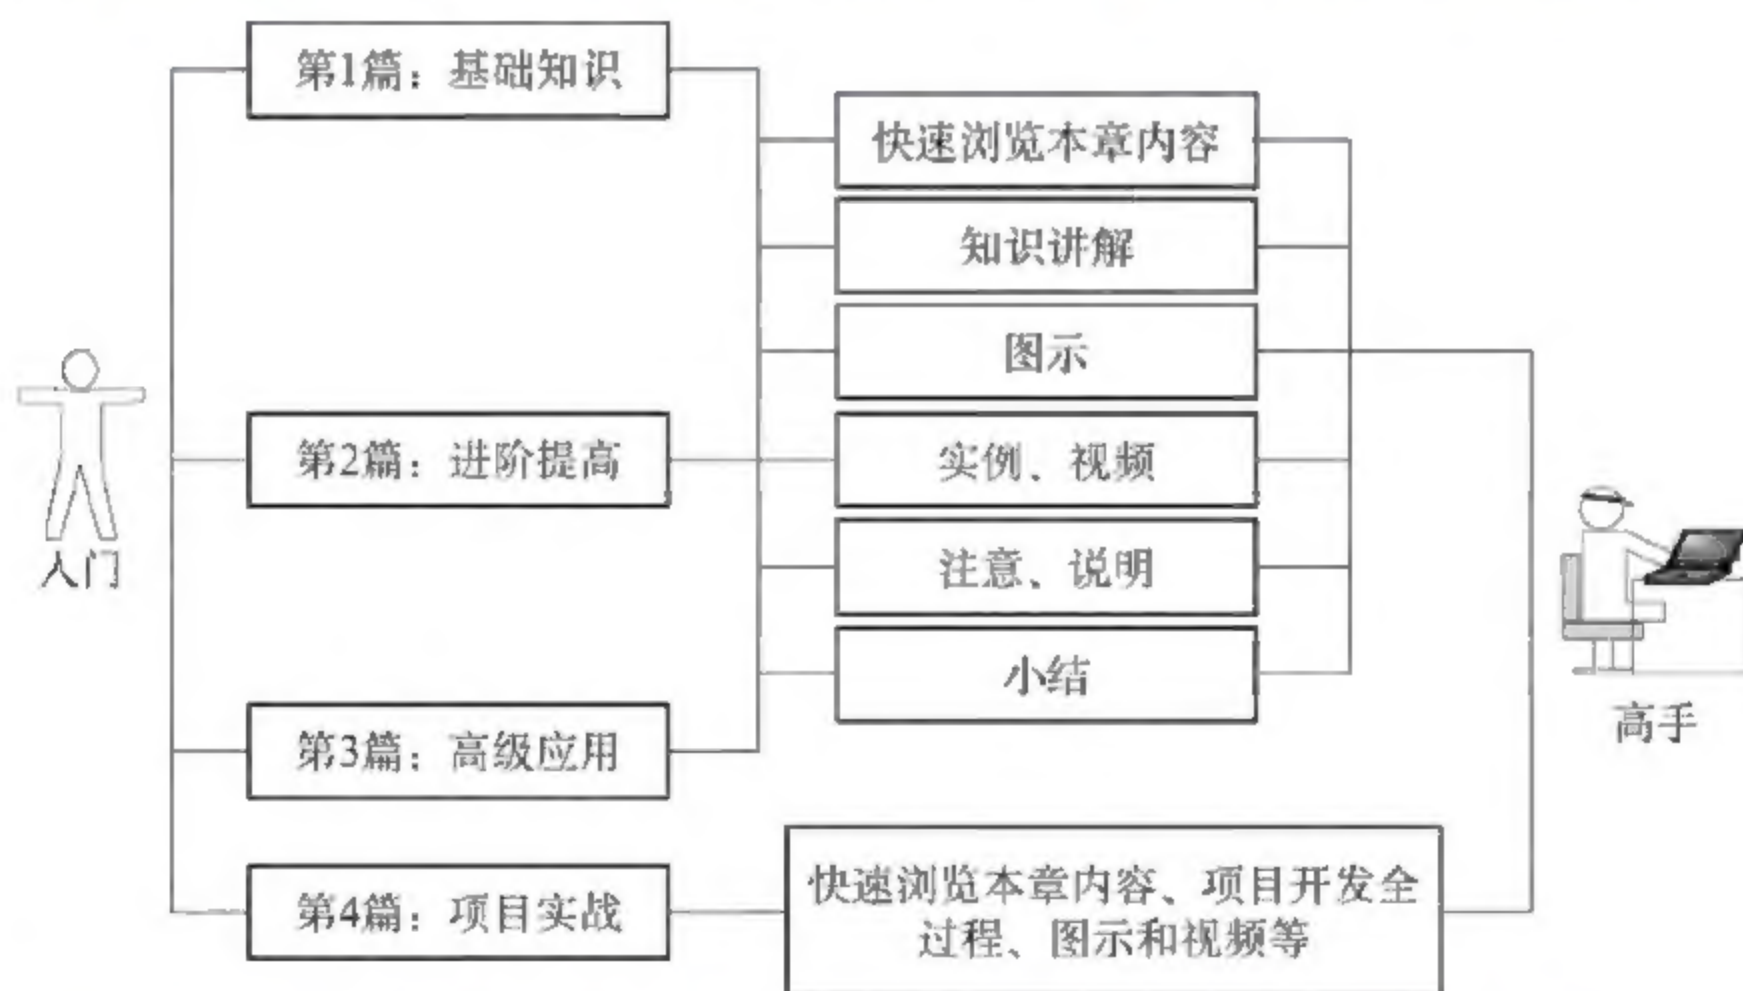 第1篇：基础知识
快速浏览本章内容
知识讲解
图示
第2篇：进阶提高
实例、视频
注意、说明
入门
小结
高手
第3篇：高级应用
第4篇：项目实战
快速浏览本章内容、项目开发全
过程、图示和视频等